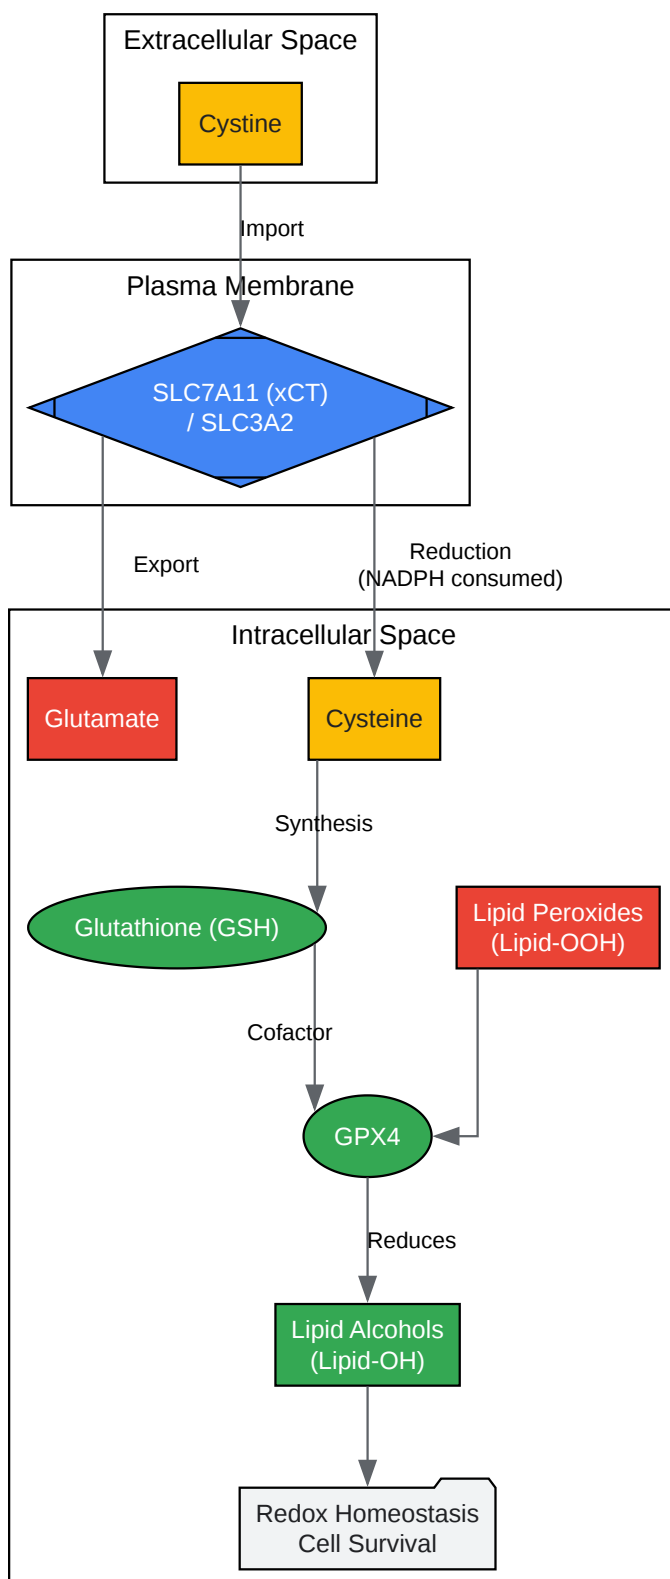 Extracellular Space
Cystine
Import
Plasma Membrane
SLC7A11 (xCT)
/ SLC3A2
Export
Reduction
(NADPH consumed)
Intracellular Space
Glutamate
Cysteine
Synthesis
Glutathione (GSH)
Lipid Peroxides
(Lipid-OOH)
Cofactor
GPX4
Reduces
Lipid Alcohols
(Lipid-OH)
Redox Homeostasis
Cell Survival